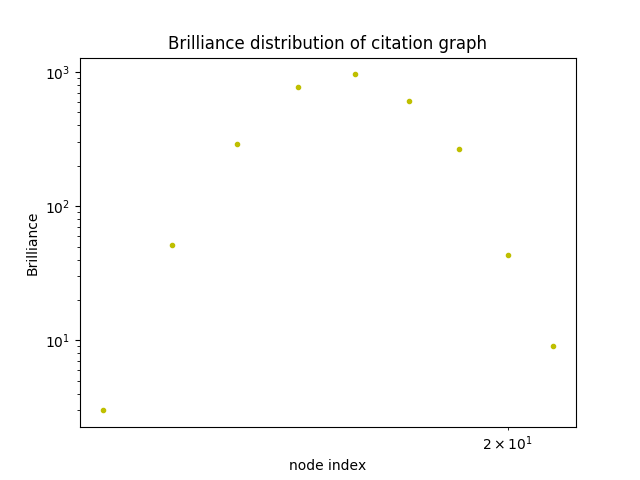 Brilliance distribution of citation graph
10³
10²
10¹
Brilliance
2 × 10¹
node index